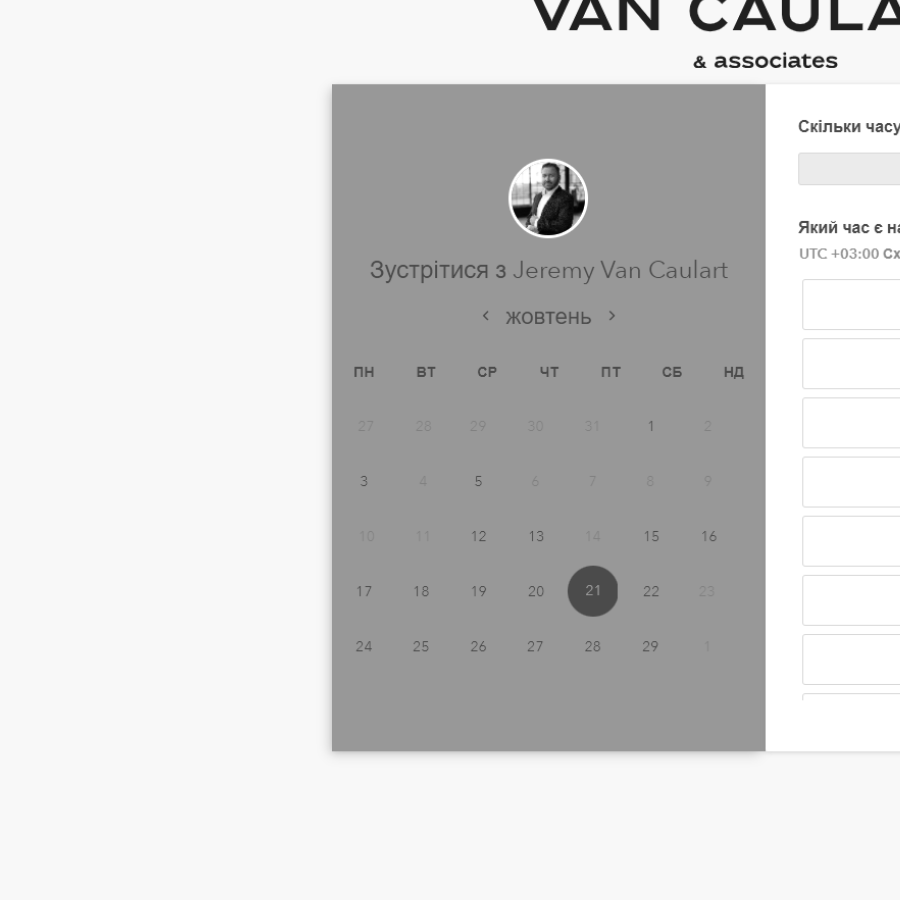 VAN CAULA
& associates
Зустрітися з Jeremy Van Caulart
жовтень
ПН ВТ СР ЧТ ПТ СБ НД
27 28 29 30 31 1 2
3 4 5 6 7 8 9
10 11 12 13 14 15 16
17 18 19 20 21 22 23
24 25 26 27 28 29 1
Скільки часу
Який час є на
UTC +03:00 Сх